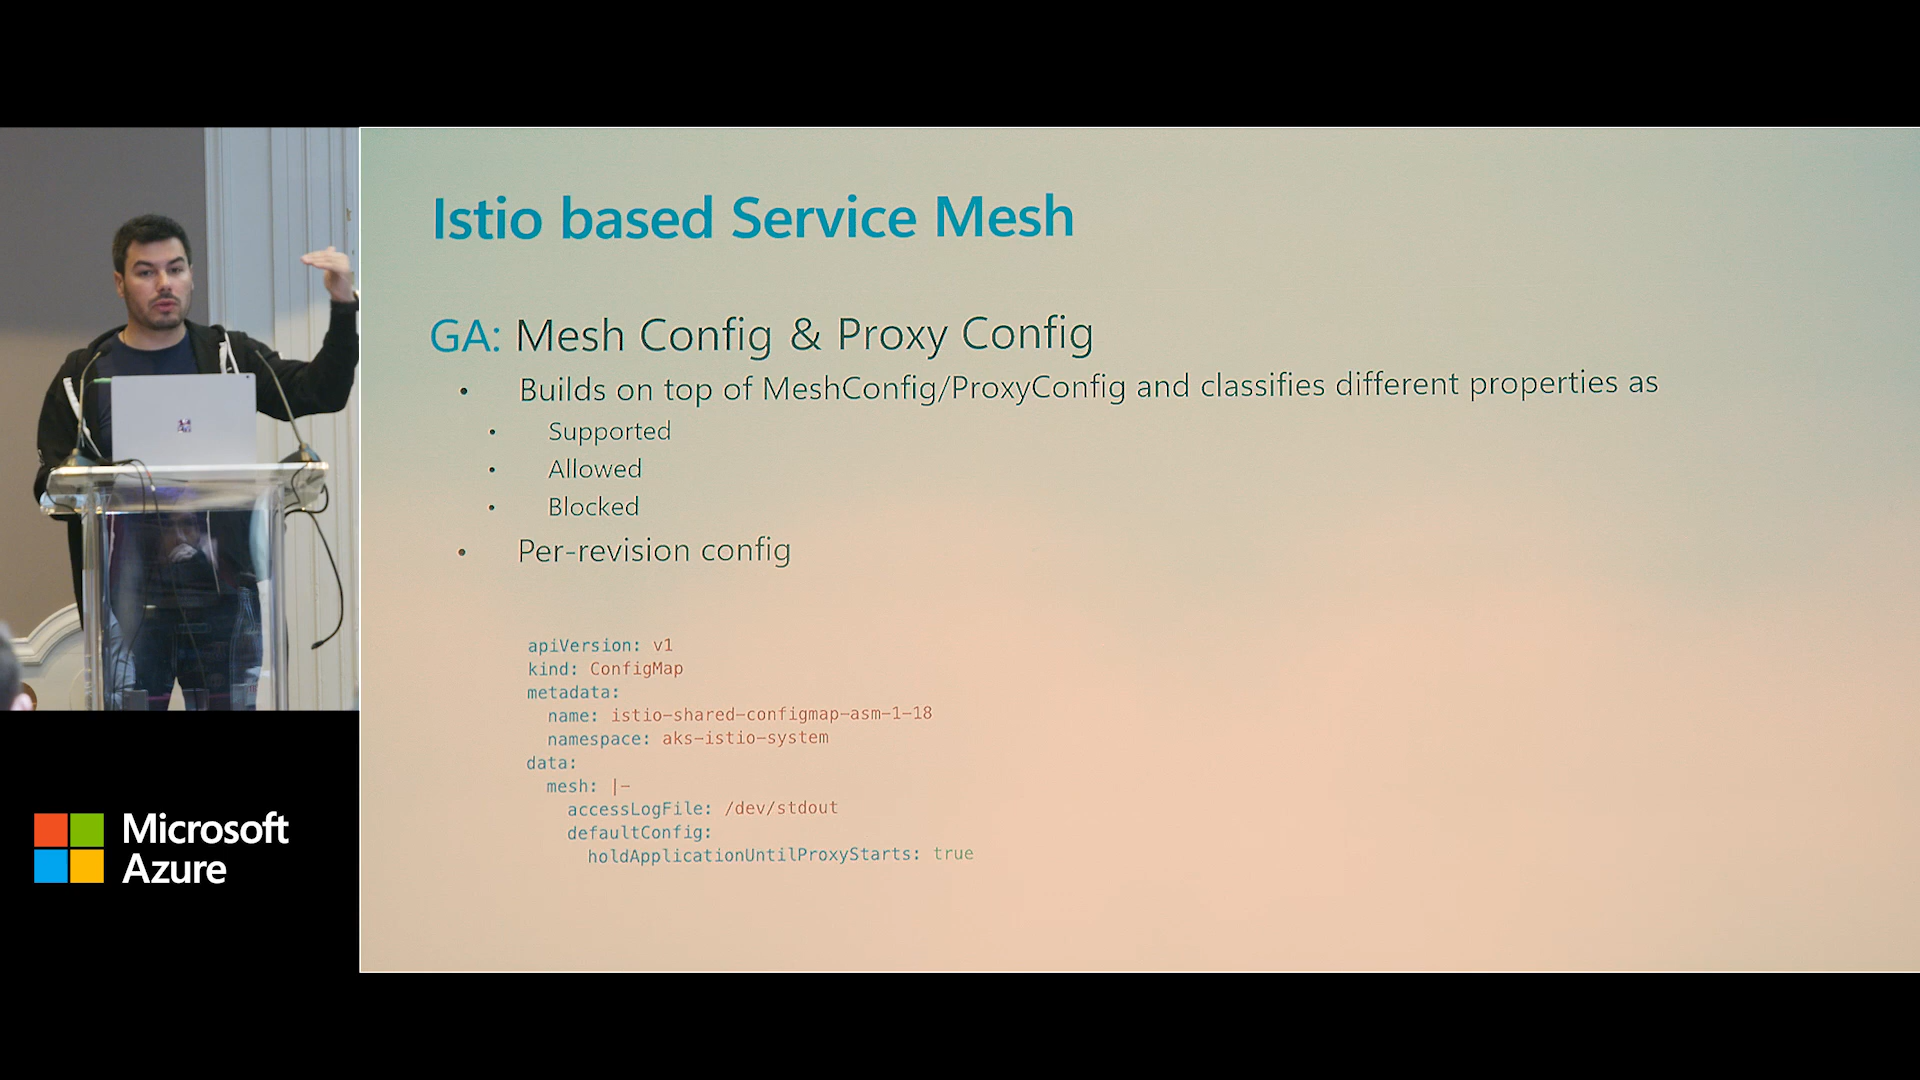 Istio based Service Mesh
GA: Mesh Config & Proxy Config
• Builds on top of MeshConfig/ProxyConfig and classifies different properties as
• Supported
• Allowed
• Blocked
• Per-revision config
apiVersion: v1
kind: ConfigMap
metadata:
  name: istio-shared-configmap-asm-1-18
  namespace: aks-istio-system
data:
  mesh: |-
    accessLogFile: /dev/stdout
    defaultConfig:
      holdApplicationUntilProxyStarts: true
Microsoft
Azure